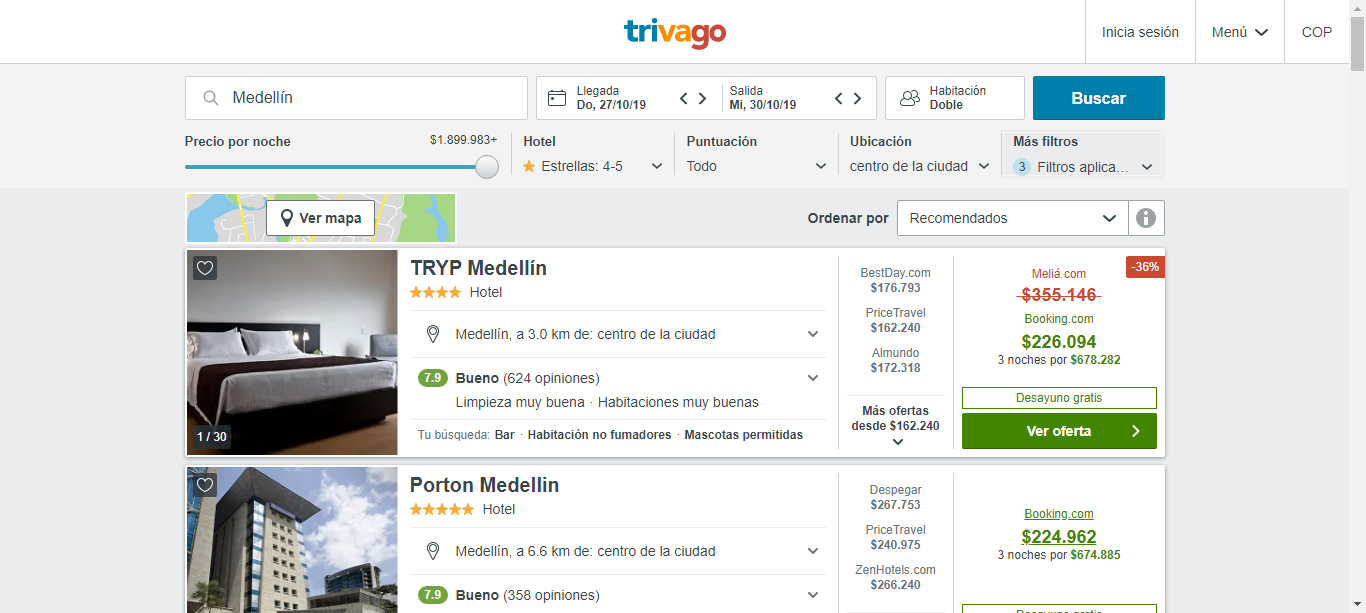 trivago
Inicia sesión
Menú
COP
Medellín
Llegada
Do, 27/10/19
Salida
Mi, 30/10/19
Habitación
Doble
Buscar
Precio por noche
$1.899.983+
Hotel
Estrellas: 4-5
Puntuación
Todo
Ubicación
centro de la ciudad
Más filtros
3 Filtros aplica...
Ver mapa
Ordenar por
Recomendados
1 / 30
TRYP Medellín
Hotel
Medellín, a 3.0 km de: centro de la ciudad
7.9 Bueno (624 opiniones)
Limpieza muy buena · Habitaciones muy buenas
Tu búsqueda: Bar · Habitación no fumadores · Mascotas permitidas
BestDay.com
$176.793
PriceTravel
$162.240
Almundo
$172.318
Más ofertas
desde $162.240
-36%
Meliá.com
$355.146
Booking.com
$226.094
3 noches por $678.282
Desayuno gratis
Ver oferta
1 / 29
Porton Medellin
Hotel
Medellín, a 6.6 km de: centro de la ciudad
7.9 Bueno (358 opiniones)
Despegar
$267.753
PriceTravel
$240.975
ZenHotels.com
$266.240
Booking.com
$224.962
3 noches por $674.885
Desayuno gratis